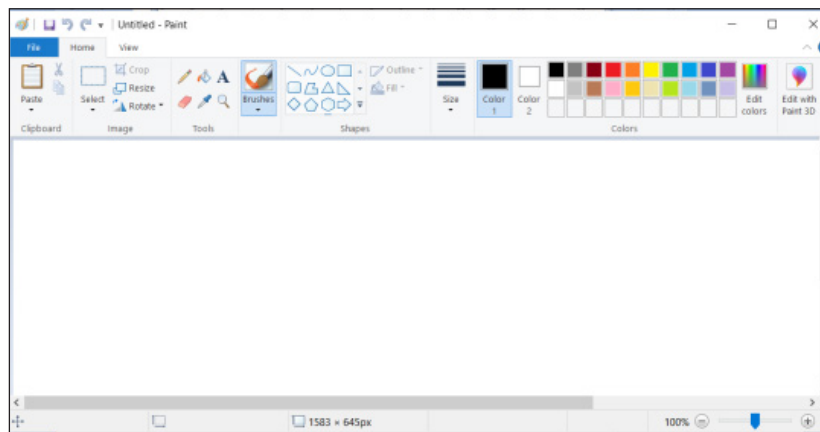 Untitled - Paint
File Home View
Paste
Clipboard
Select
Crop
Resize
Rotate
Image
A
Tools
Brushes
Shapes
Outline
Fill
Size
Color 1
Color 2
Colors
Edit colors
Edit with Paint 3D
1583 × 645px
100%